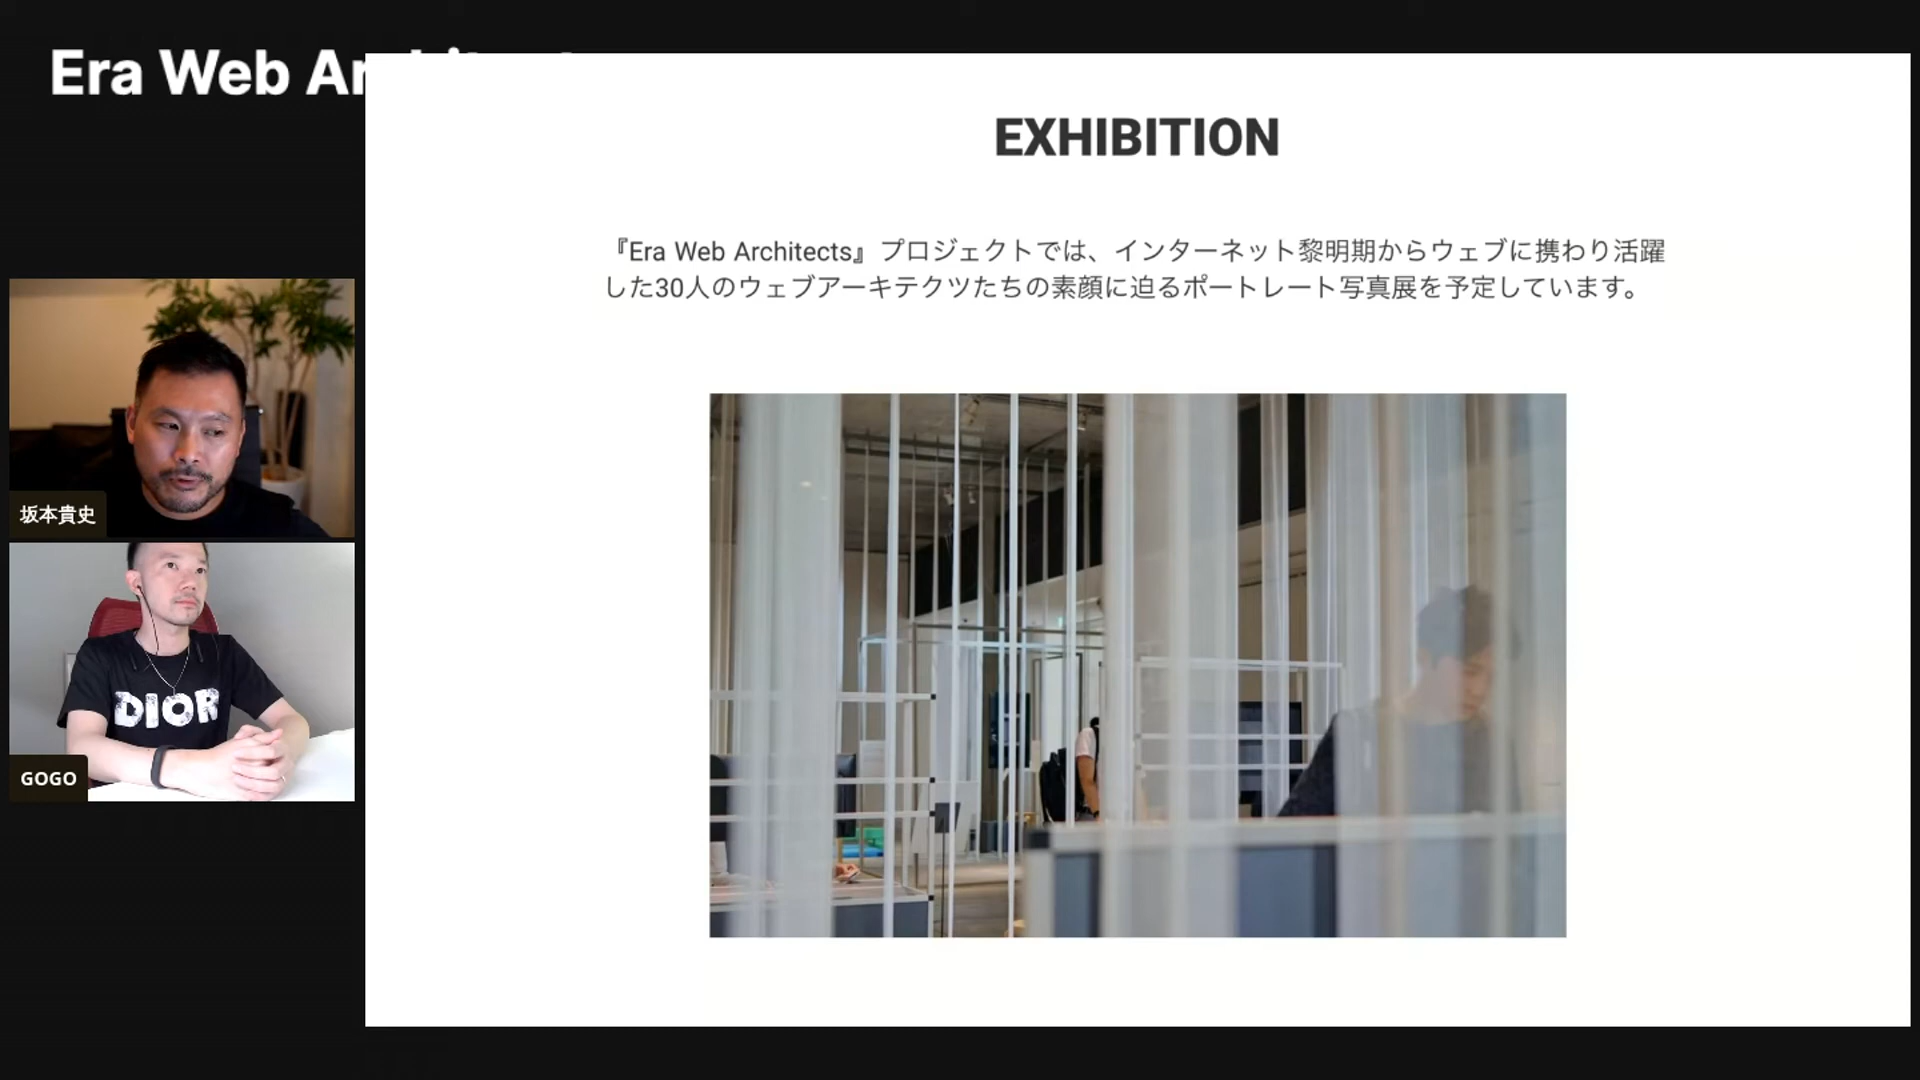 Era Web Ar
EXHIBITION
『Era Web Architects』プロジェクトでは、インターネット黎明期からウェブに携わり活躍
した30人のウェブアーキテクツたちの素顔に迫るポートレート写真展を予定しています。
坂本貴史
DIOR
GOGO